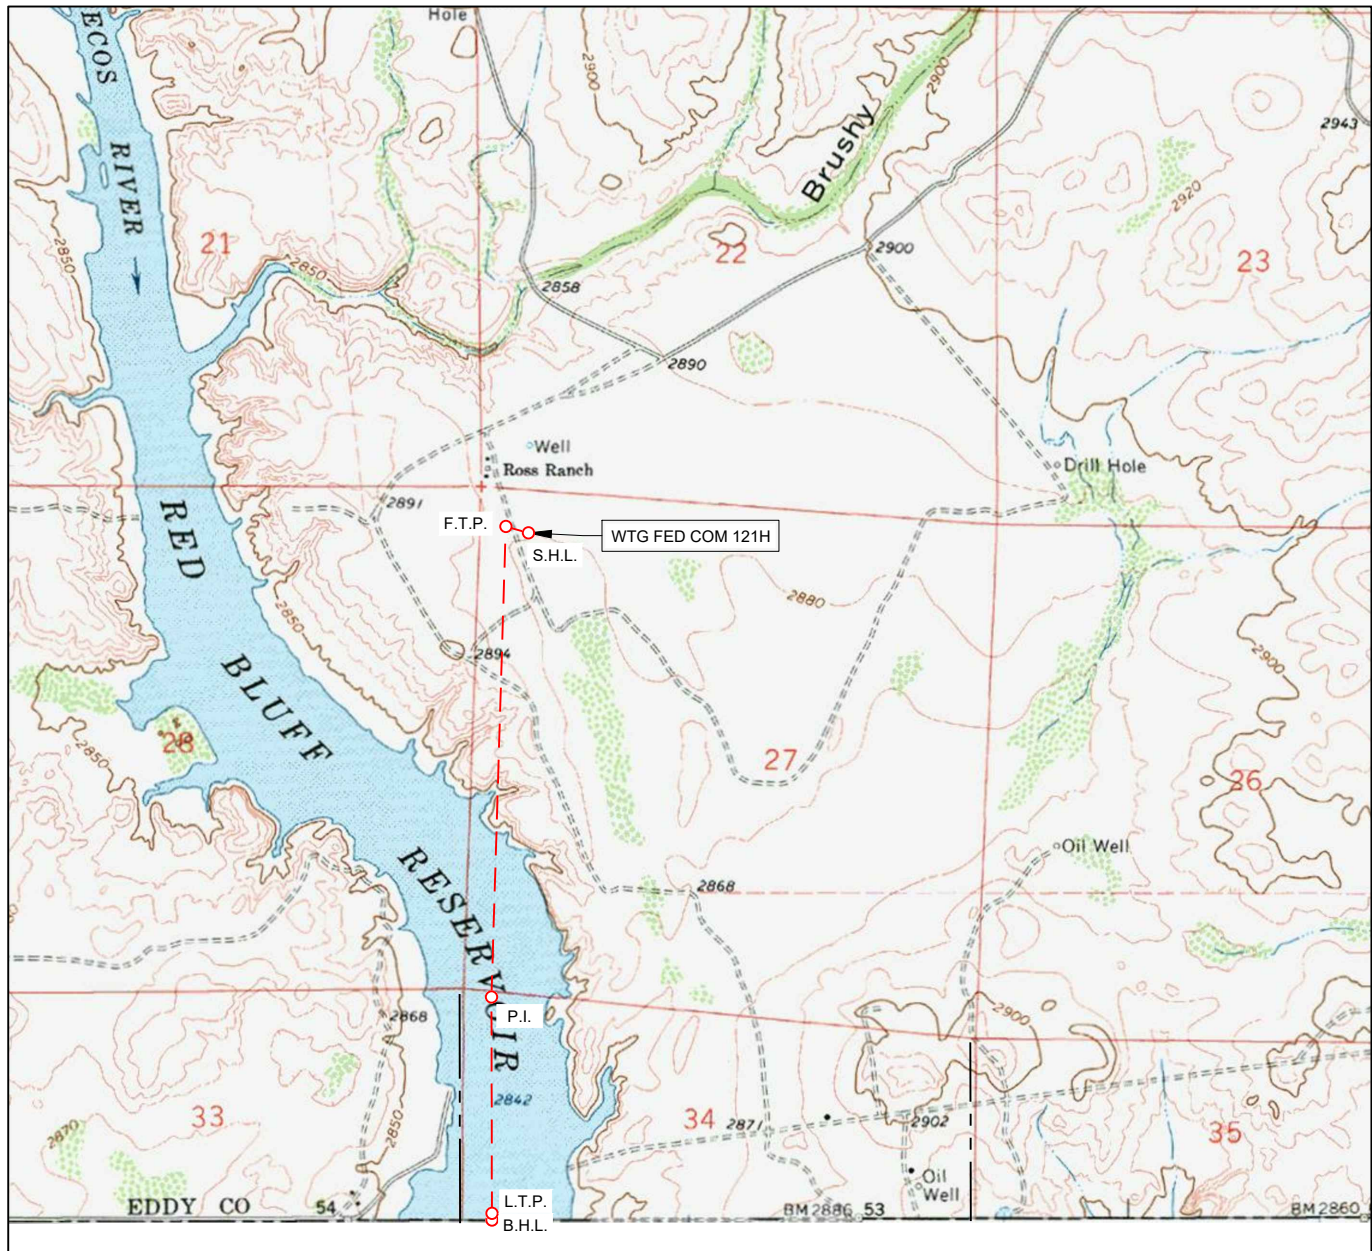 Hole
ECOS
RIVER
2900
2900
Brushy
2943
2920
21
22
23
2850
2850
2858
2900
2890
Well
Ross Ranch
Drill Hole
2891
RED
F.T.P.
S.H.L.
WTG FED COM 121H
2850
2880
2894
2900
BLUFF
28
2850
27
26
RESERVOIR
Oil Well
2868
P.I.
2868
2900
2842
33
34
2871
2902
35
2870
2850
Oil
Well
EDDY CO
54
L.T.P.
B.H.L.
BM 2886
53
BM 2860